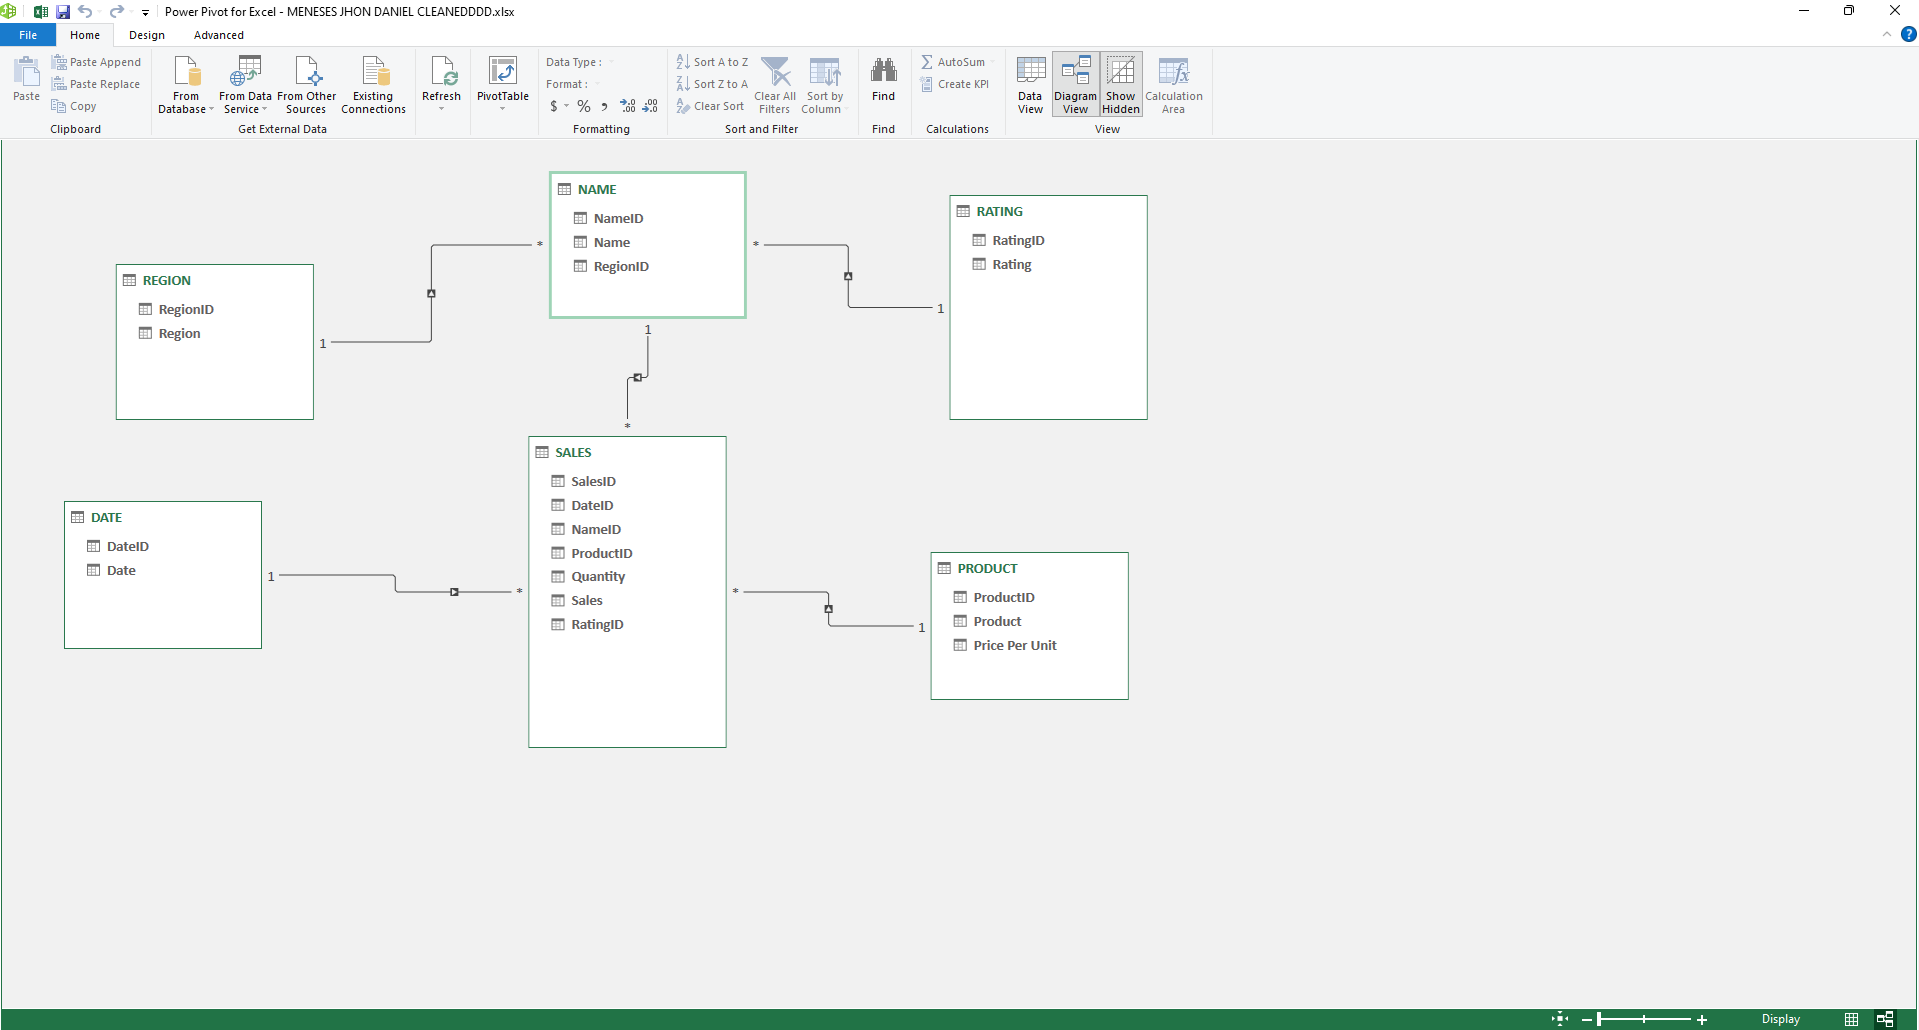 Power Pivot for Excel - MENESES JHON DANIEL CLEANEDDDD.xlsx
File Home Design Advanced
Paste
Paste Append
Paste Replace
Copy
Clipboard
From Database
From Data Service
From Other Sources
Existing Connections
Get External Data
Refresh
PivotTable
Data Type :
Format :
$ % ,
Formatting
Sort A to Z
Sort Z to A
Clear Sort
Clear All Filters
Sort by Column
Sort and Filter
Find
Find
AutoSum
Create KPI
Calculations
Data View
Diagram View
Show Hidden
Calculation Area
View
NAME
NameID
Name
RegionID
RATING
RatingID
Rating
REGION
RegionID
Region
* * 1 1 1 *
SALES
SalesID
DateID
NameID
ProductID
Quantity
Sales
RatingID
DATE
DateID
Date
1 * * 1
PRODUCT
ProductID
Product
Price Per Unit
Display